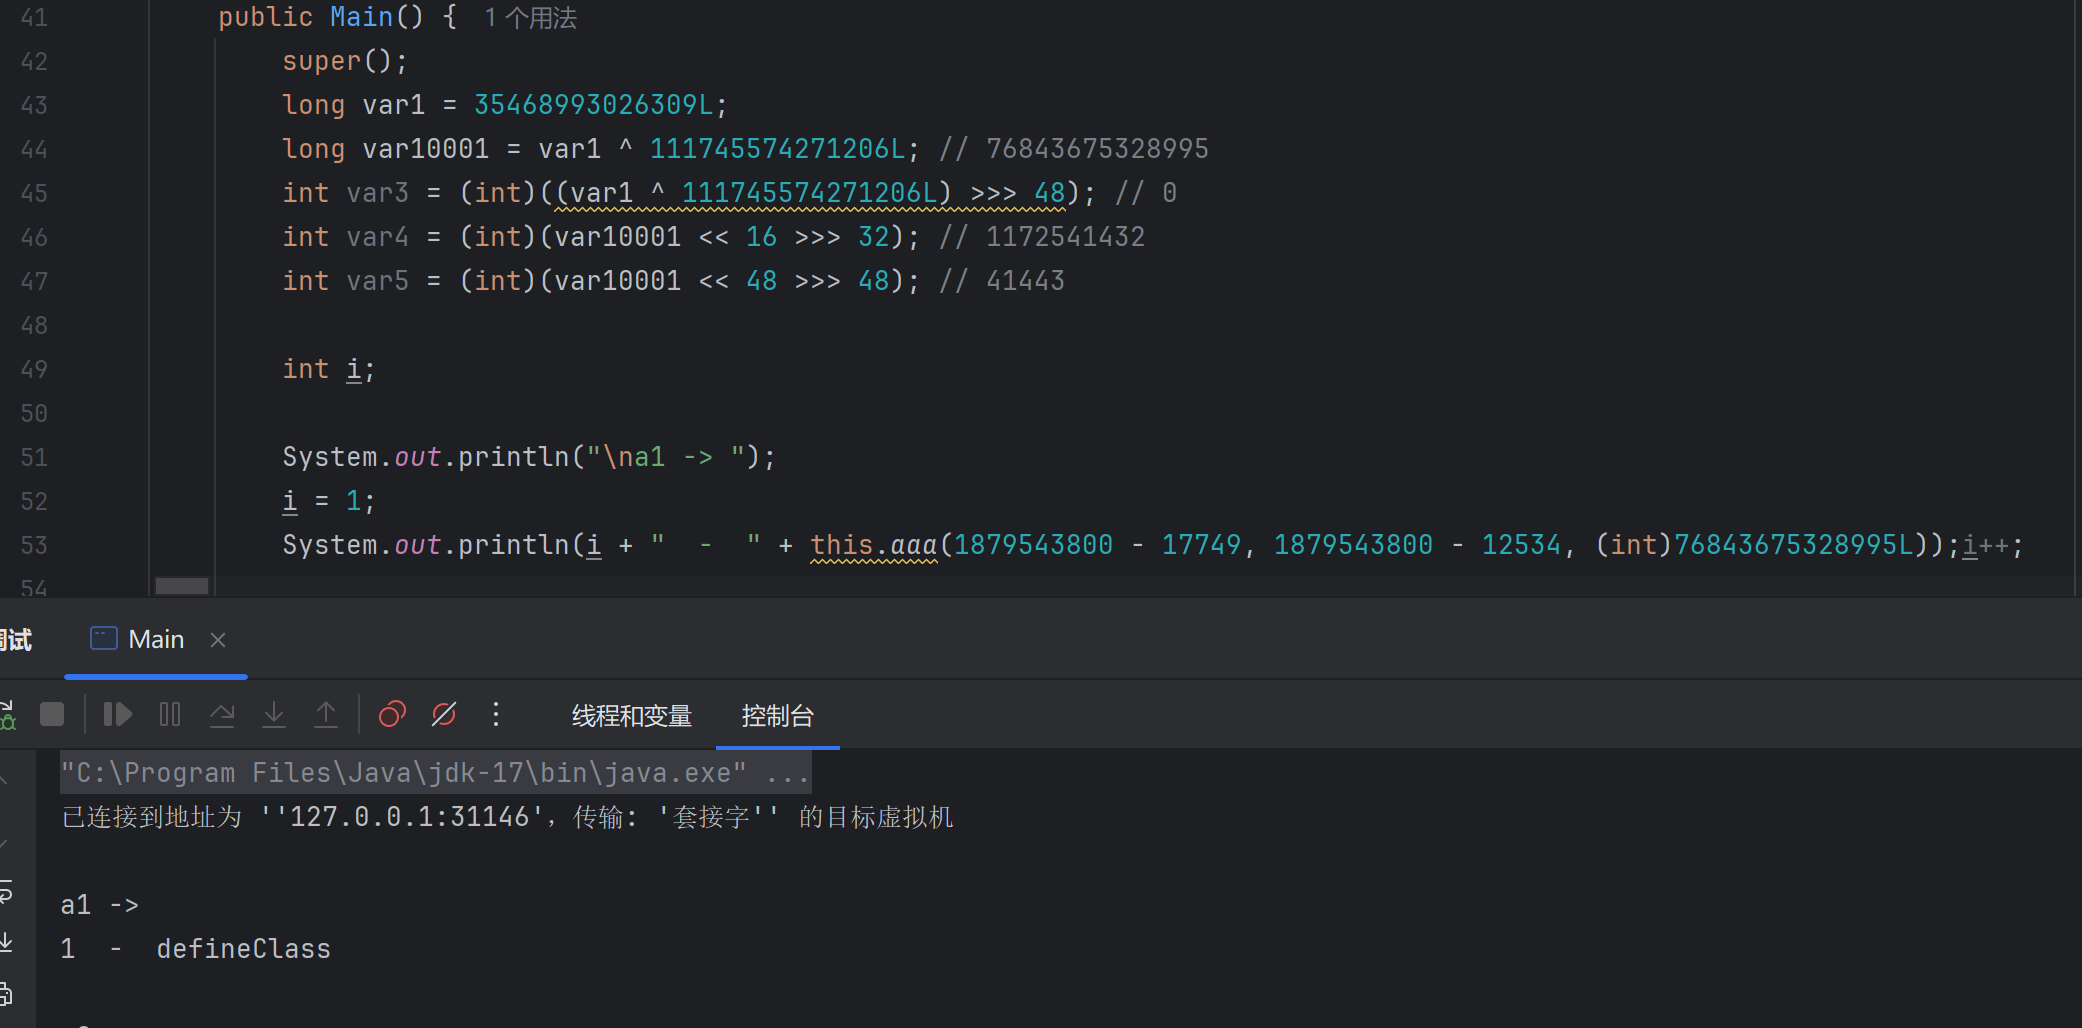 41 public Main() { 1 个用法
42 super();
43 long var1 = 35468993026309L;
44 long var10001 = var1 ^ 111745574271206L; // 76843675328995
45 int var3 = (int)((var1 ^ 111745574271206L) >>> 48); // 0
46 int var4 = (int)(var10001 << 16 >>> 32); // 1172541432
47 int var5 = (int)(var10001 << 48 >>> 48); // 41443
48
49 int i;
50
51 System.out.println("\na1 -> ");
52 i = 1;
53 System.out.println(i + "  -  " + this.aaa(1879543800 - 17749, 1879543800 - 12534, (int)76843675328995L));i++;
54
试 Main ×
线程和变量 控制台
"C:\Program Files\Java\jdk-17\bin\java.exe" ...
已连接到地址为 ''127.0.0.1:31146'，传输: '套接字'' 的目标虚拟机
a1 ->
1  -  defineClass